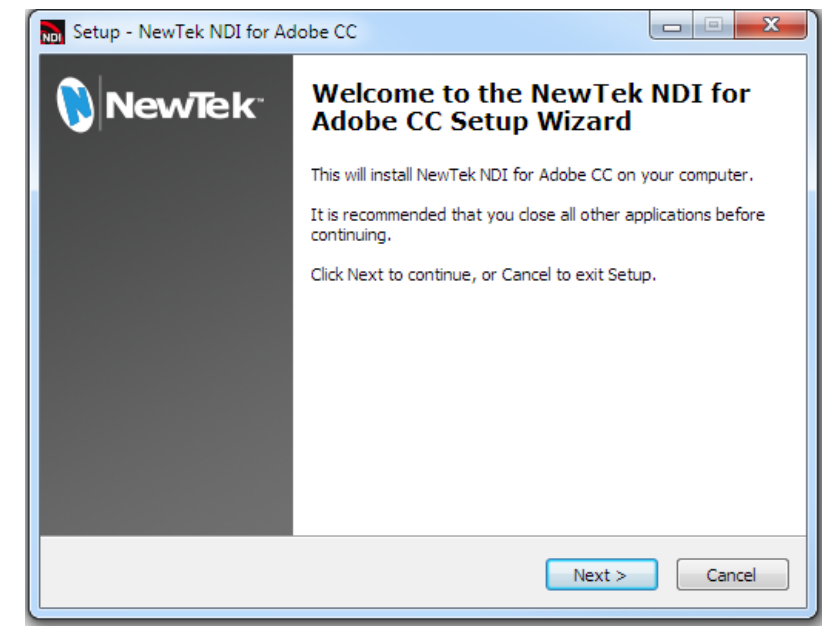 NDI Setup - NewTek NDI for Adobe CC
NewTek™
Welcome to the NewTek NDI for
Adobe CC Setup Wizard
This will install NewTek NDI for Adobe CC on your computer.
It is recommended that you close all other applications before
continuing.
Click Next to continue, or Cancel to exit Setup.
Next > Cancel